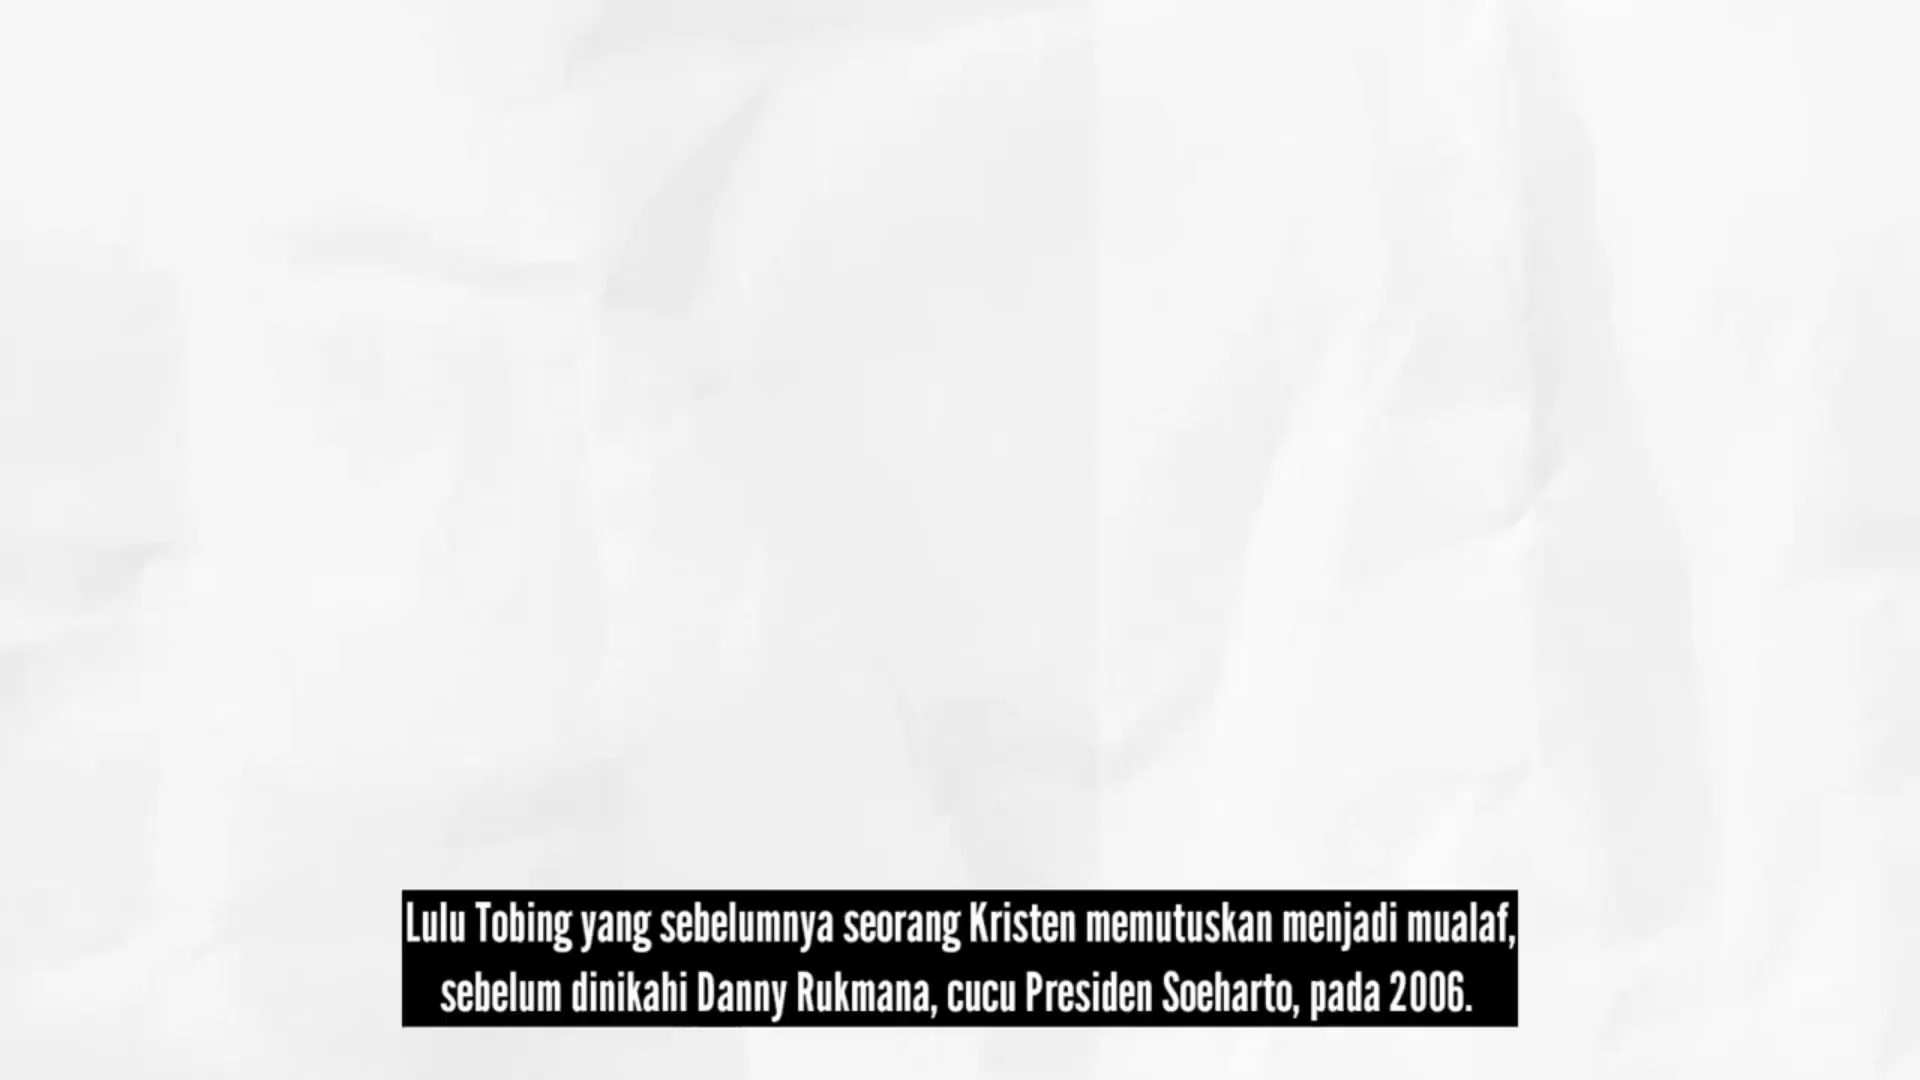 Lulu Tobing yang sebelumnya seorang Kristen memutuskan menjadi mualaf,
sebelum dinikahi Danny Rukmana, cucu Presiden Soeharto, pada 2006.